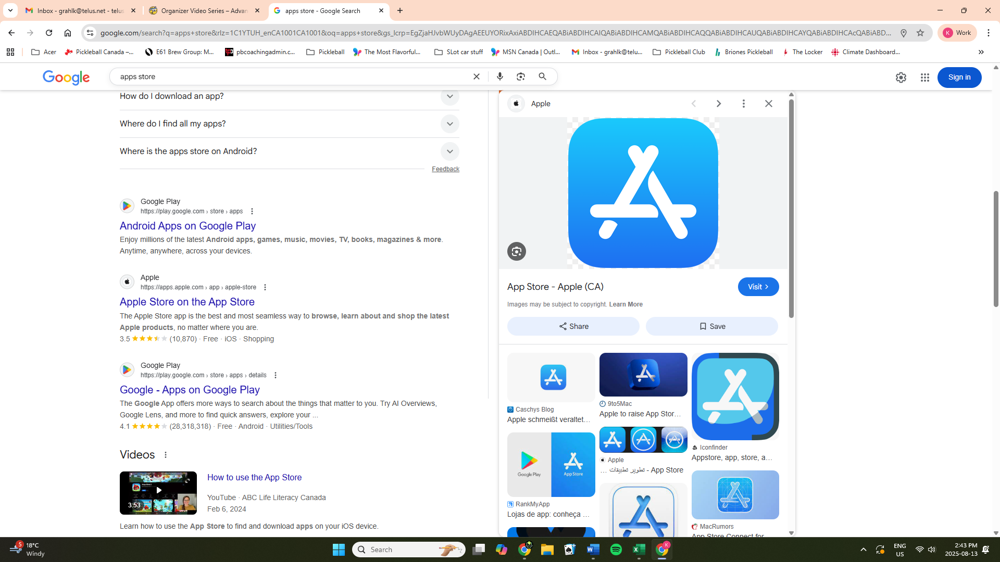 Inbox - grahlk@telus.net - telus
Organizer Video Series – Advan
apps store - Google Search
google.com/search?q=apps+store&rlz=1C1YTUH_enCA1001CA1001&oq=apps+store&gs_lcrp=EgZjaHJvbWUyDAgAEEUYORixAxiABDIHCAEQABiABDIHCAIQABiABDIHCAMQABiABDIHCAQQABiABDIHCAUQABiABDIHCAYQABiABDIHCAcQABiABD...
K
Work
Acer
Pickleball Canada –...
E61 Brew Group: M...
pbcoachingadmin.c...
Pickleball
The Most Flavorful...
SLot car stuff
MSN Canada | Outl...
Inbox - grahlk@telu...
Pickleball Club
Briones Pickleball
The Locker
Climate Dashboard...
Google
apps store
Sign in
How do I download an app?
Where do I find all my apps?
Where is the apps store on Android?
Feedback
Google Play
https://play.google.com › store › apps
Android Apps on Google Play
Enjoy millions of the latest Android apps, games, music, movies, TV, books, magazines & more.
Anytime, anywhere, across your devices.
Apple
https://apps.apple.com › app › apple-store
Apple Store on the App Store
The Apple Store app is the best and most seamless way to browse, learn about and shop the latest
Apple products, no matter where you are.
3.5 (10,870) · Free · iOS · Shopping
Google Play
https://play.google.com › store › apps › details
Google - Apps on Google Play
The Google App offers more ways to search about the things that matter to you. Try AI Overviews,
Google Lens, and more to find quick answers, explore your ...
4.1 (28,318,318) · Free · Android · Utilities/Tools
Videos
3:53
How to use the App Store
YouTube · ABC Life Literacy Canada
Feb 6, 2024
Learn how to use the App Store to find and download apps on your iOS device.
Apple
App Store - Apple (CA)
Visit
Images may be subject to copyright. Learn More
Share
Save
Caschys Blog
Apple schmeißt veraltet...
9to5Mac
Apple to raise App Stor...
Iconfinder
Appstore, app, store, a...
Google Play
App Store
RankMyApp
Lojas de app: conheça ...
Apple
App Store - تطوير تطبيقات ...
MacRumors
App Store Connect for
5
18°C
Windy
Search
K
ENG
US
2:43 PM
2025-08-13